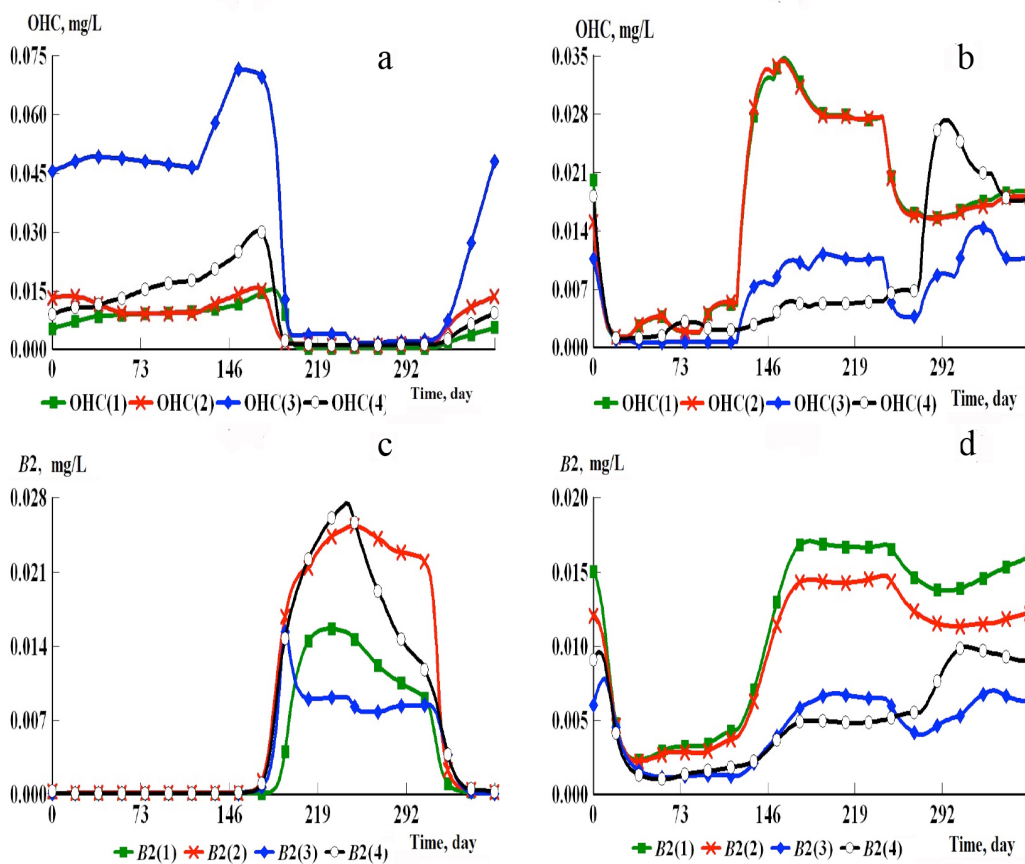 OHC, mg/L
a
0.075
0.060
0.045
0.030
0.015
0.000
0 73 146 219 292
Time, day
OHC(1) OHC(2) OHC(3) OHC(4)
OHC, mg/L
b
0.035
0.028
0.021
0.014
0.007
0.000
0 73 146 219 292
OHC(1) OHC(2) OHC(3) OHC(4) Time, day
c
B2, mg/L
0.028
0.021
0.014
0.007
0.000
0 73 146 219 292
B2(1) B2(2) B2(3) B2(4) Time, day
d
B2, mg/L
0.020
0.015
0.010
0.005
0.000
0 73 146 219 292
Time, day
B2(1) B2(2) B2(3) B2(4)